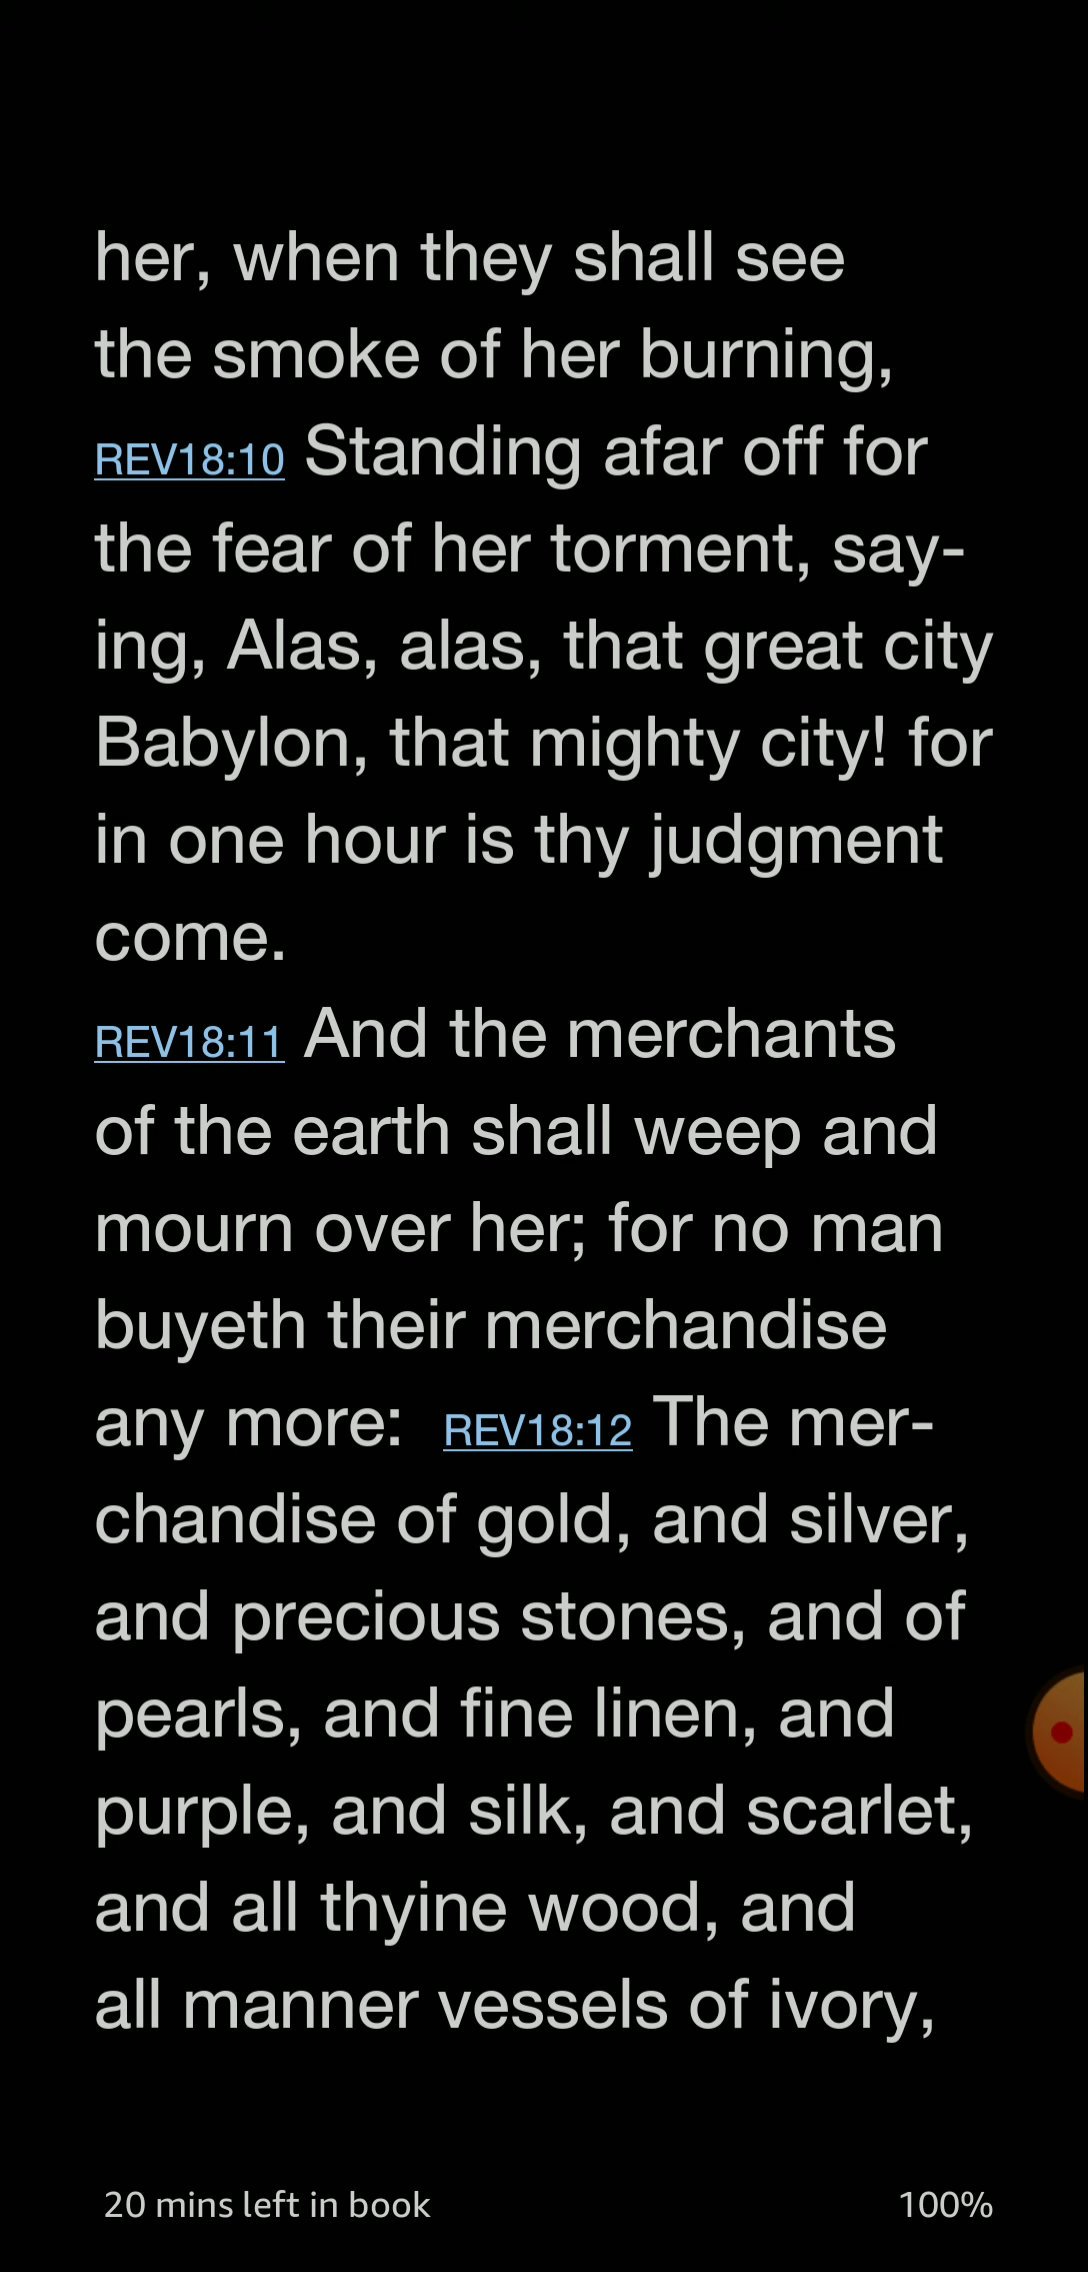 her, when they shall see
the smoke of her burning,
REV18:10 Standing afar off for
the fear of her torment, say-
ing, Alas, alas, that great city
Babylon, that mighty city! for
in one hour is thy judgment
come.
REV18:11 And the merchants
of the earth shall weep and
mourn over her; for no man
buyeth their merchandise
any more: REV18:12 The mer-
chandise of gold, and silver,
and precious stones, and of
pearls, and fine linen, and
purple, and silk, and scarlet,
and all thyine wood, and
all manner vessels of ivory,
20 mins left in book 100%